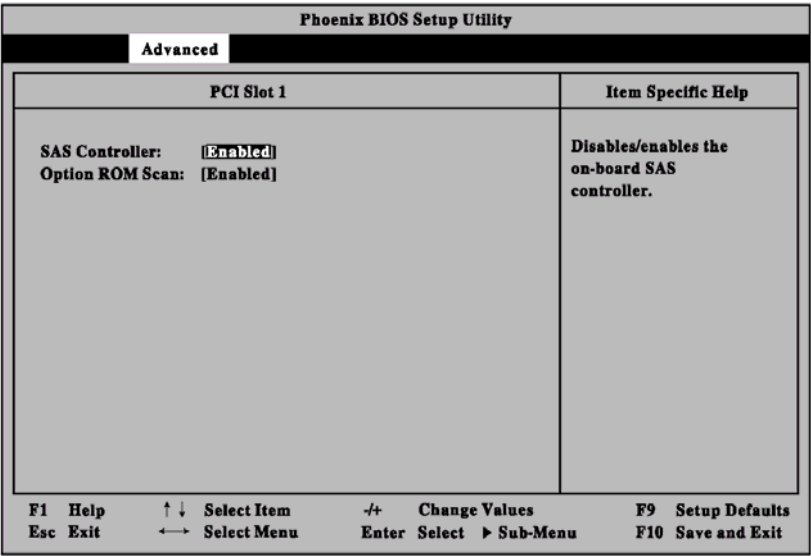 Phoenix BIOS Setup Utility
Advanced
PCI Slot 1
Item Specific Help
SAS Controller: [Enabled]
Option ROM Scan: [Enabled]
Disables/enables the
on-board SAS
controller.
F1 Help ↑↓ Select Item -/+ Change Values F9 Setup Defaults
Esc Exit ←→ Select Menu Enter Select ▶ Sub-Menu F10 Save and Exit